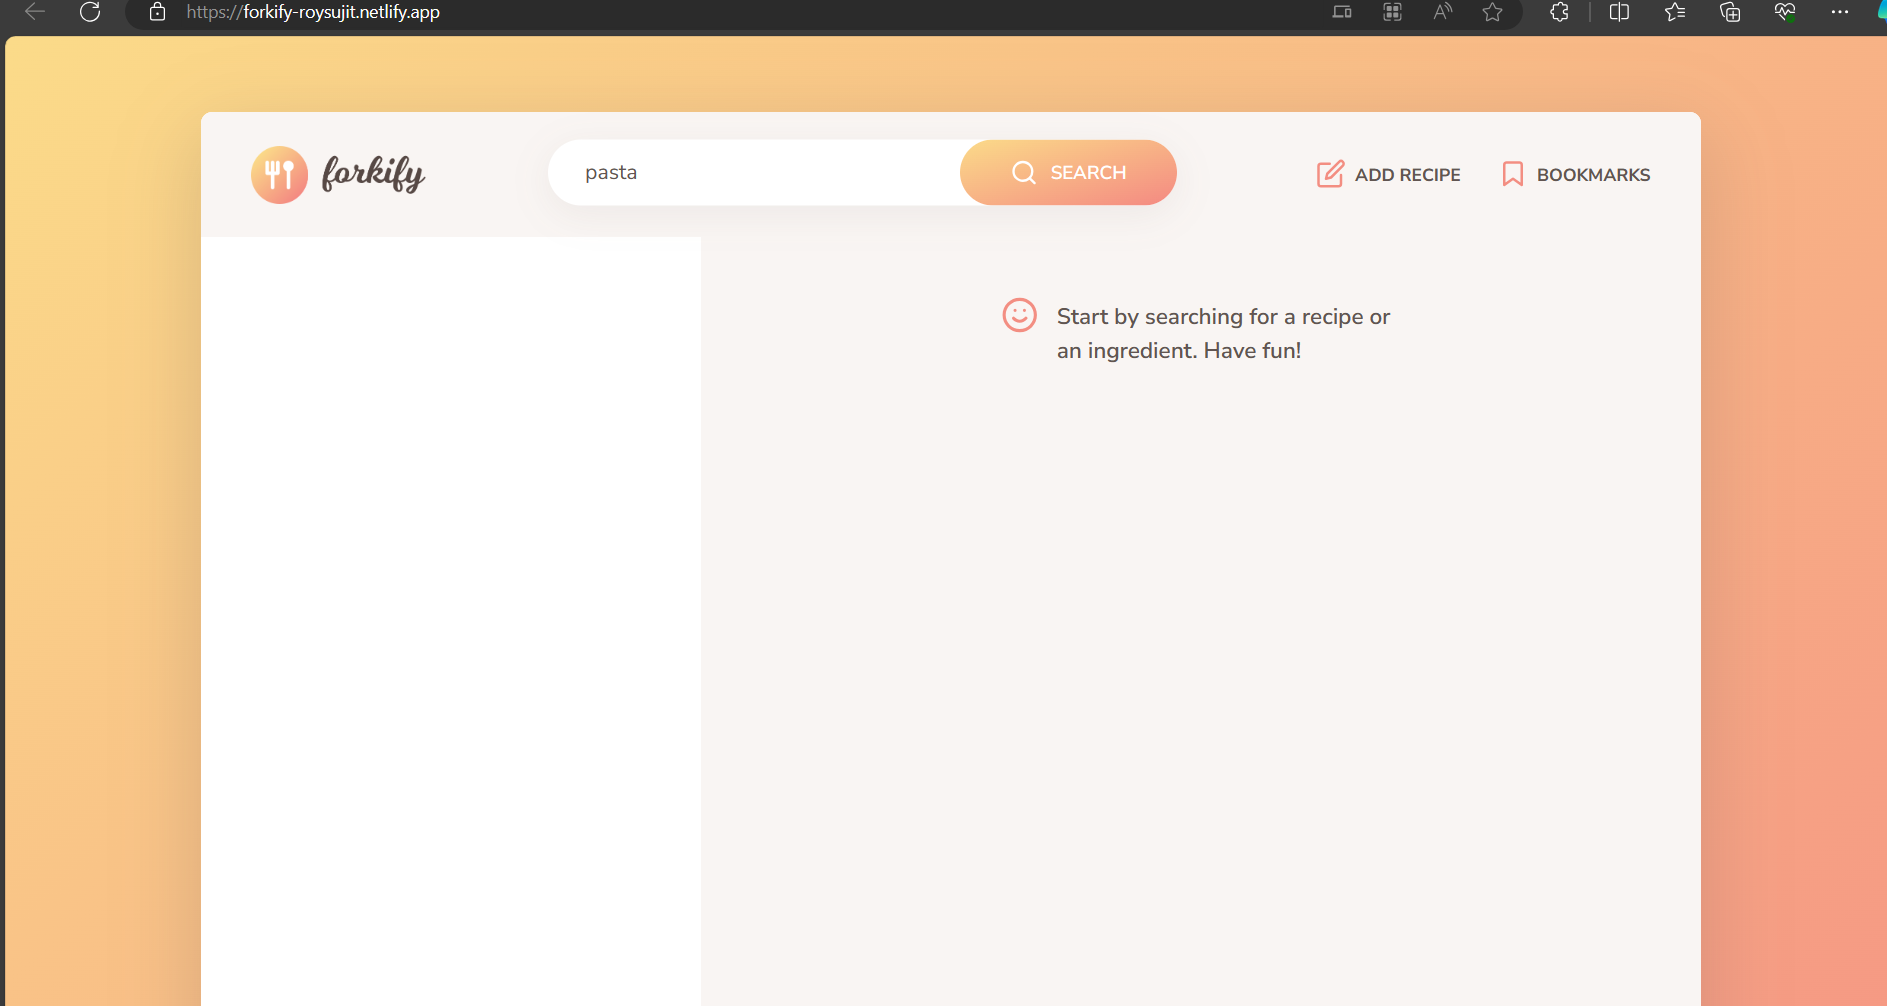 https://forkify-roysujit.netlify.app
forkify
pasta
SEARCH
ADD RECIPE
BOOKMARKS
Start by searching for a recipe or
an ingredient. Have fun!